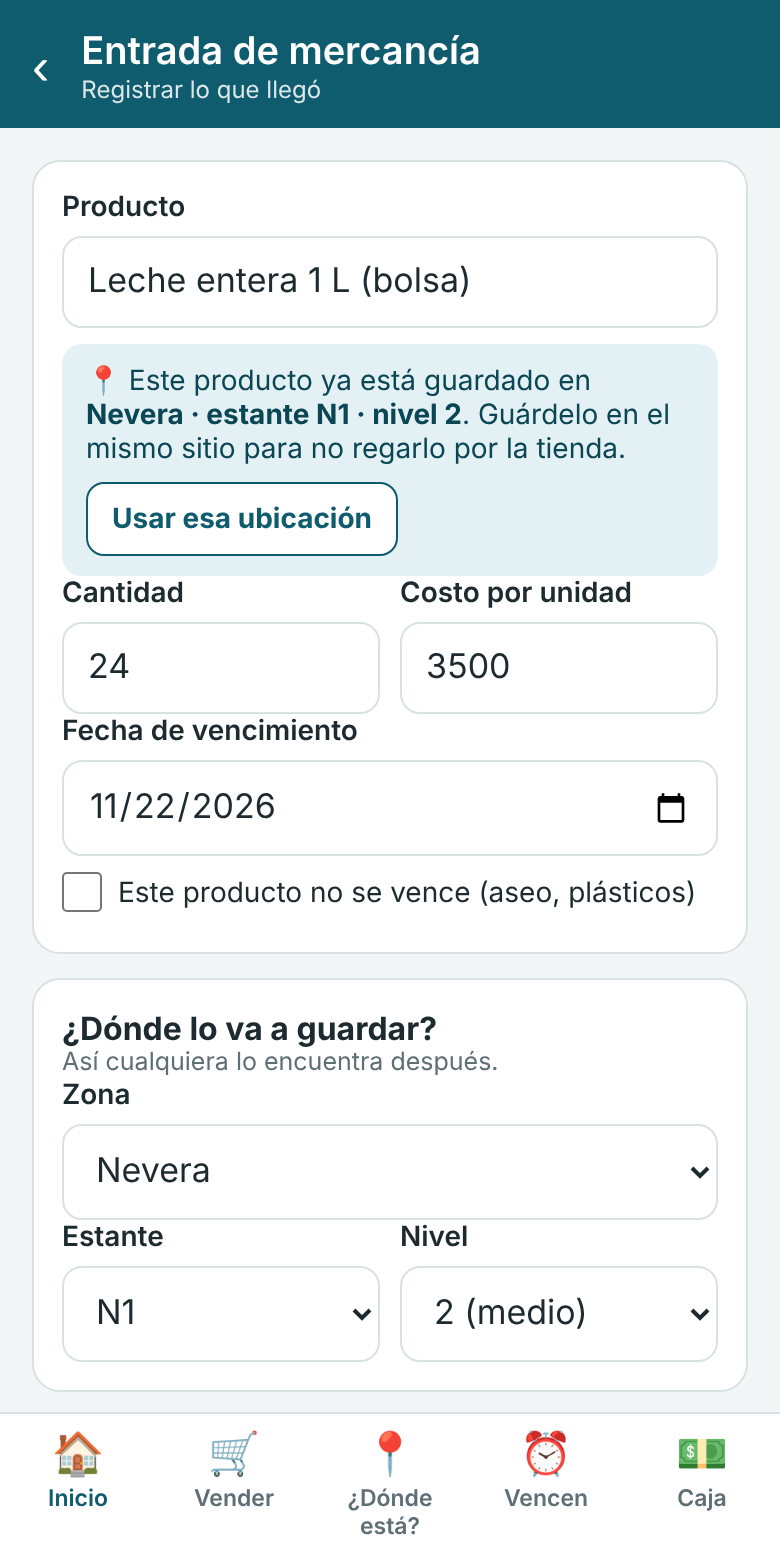 Entrada de mercancía
Registrar lo que llegó
Producto
Leche entera 1 L (bolsa)
📍 Este producto ya está guardado en
Nevera · estante N1 · nivel 2. Guárdelo en el
mismo sitio para no regarlo por la tienda.
Usar esa ubicación
Cantidad
Costo por unidad
24
3500
Fecha de vencimiento
11/22/2026
Este producto no se vence (aseo, plásticos)
¿Dónde lo va a guardar?
Así cualquiera lo encuentra después.
Zona
Nevera
Estante
Nivel
N1
2 (medio)
Inicio
Vender
¿Dónde
está?
Vencen
Caja